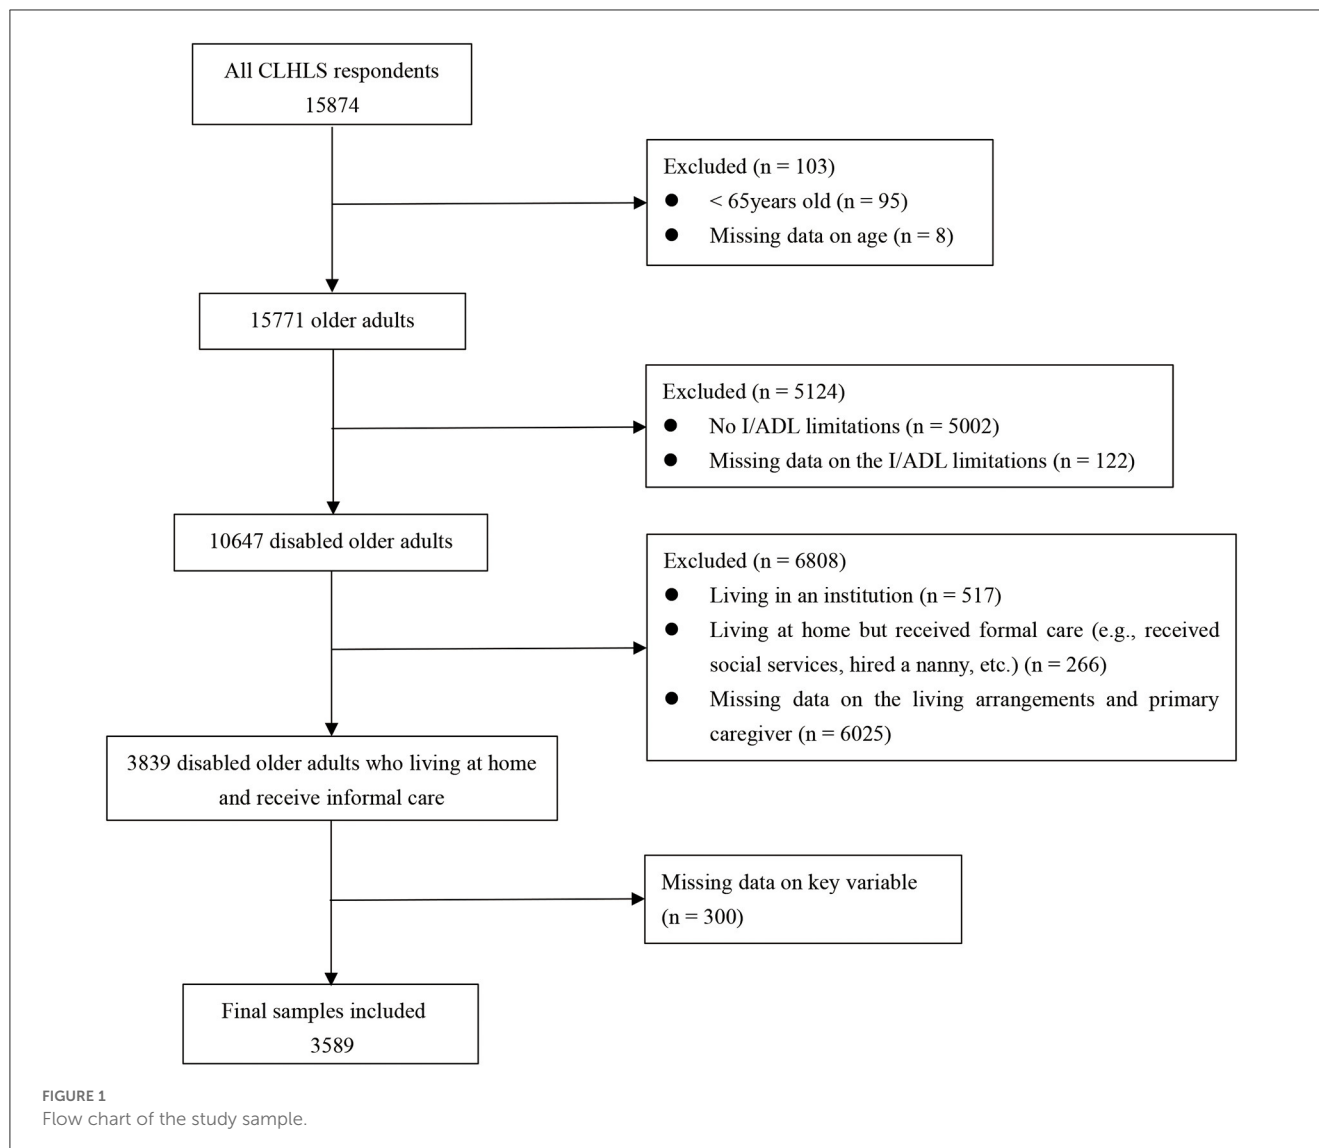 All CLHLS respondents
15874
Excluded (n = 103)
● < 65years old (n = 95)
● Missing data on age (n = 8)
15771 older adults
Excluded (n = 5124)
● No I/ADL limitations (n = 5002)
● Missing data on the I/ADL limitations (n = 122)
10647 disabled older adults
Excluded (n = 6808)
● Living in an institution (n = 517)
● Living at home but received formal care (e.g., received
social services, hired a nanny, etc.) (n = 266)
● Missing data on the living arrangements and primary
caregiver (n = 6025)
3839 disabled older adults who living at home
and receive informal care
Missing data on key variable
(n = 300)
Final samples included
3589
FIGURE 1
Flow chart of the study sample.